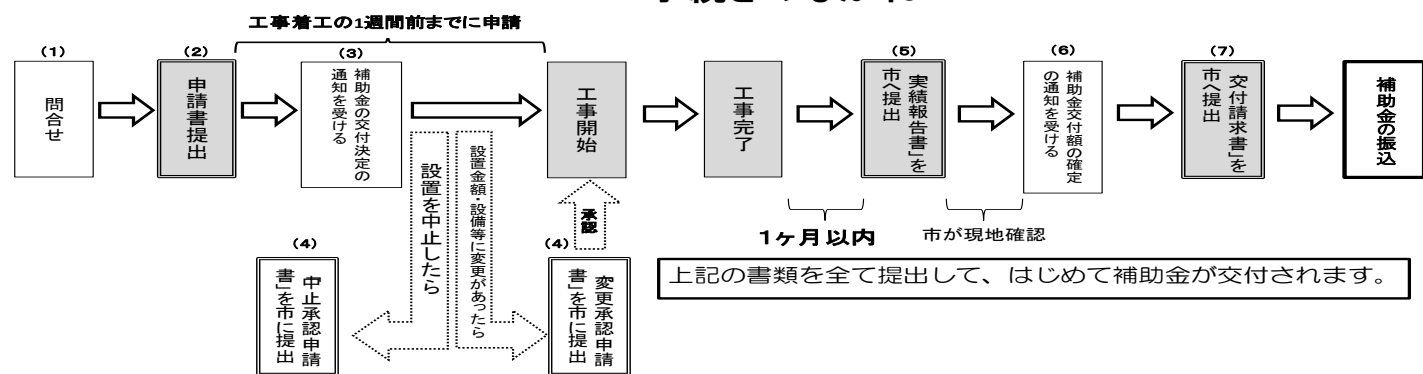 工事着工の1週間前までに申請
(1)
問合せ
(2)
申請書提出
(3)
補助金の交付決定の
通知を受ける
工事開始
工事完了
(5)
実績報告書」を
市へ提出
(6)
補助金交付額の確定
の通知を受ける
(7)
交付請求書」を
市へ提出
補助金の振込
設置を中止したら
設置金額・設備等に変更があったら
承認
(4)
中止承認申請
書」を市に提出
(4)
変更承認申請
書」を市に提出
1ヶ月以内
市が現地確認
上記の書類を全て提出して、はじめて補助金が交付されます。